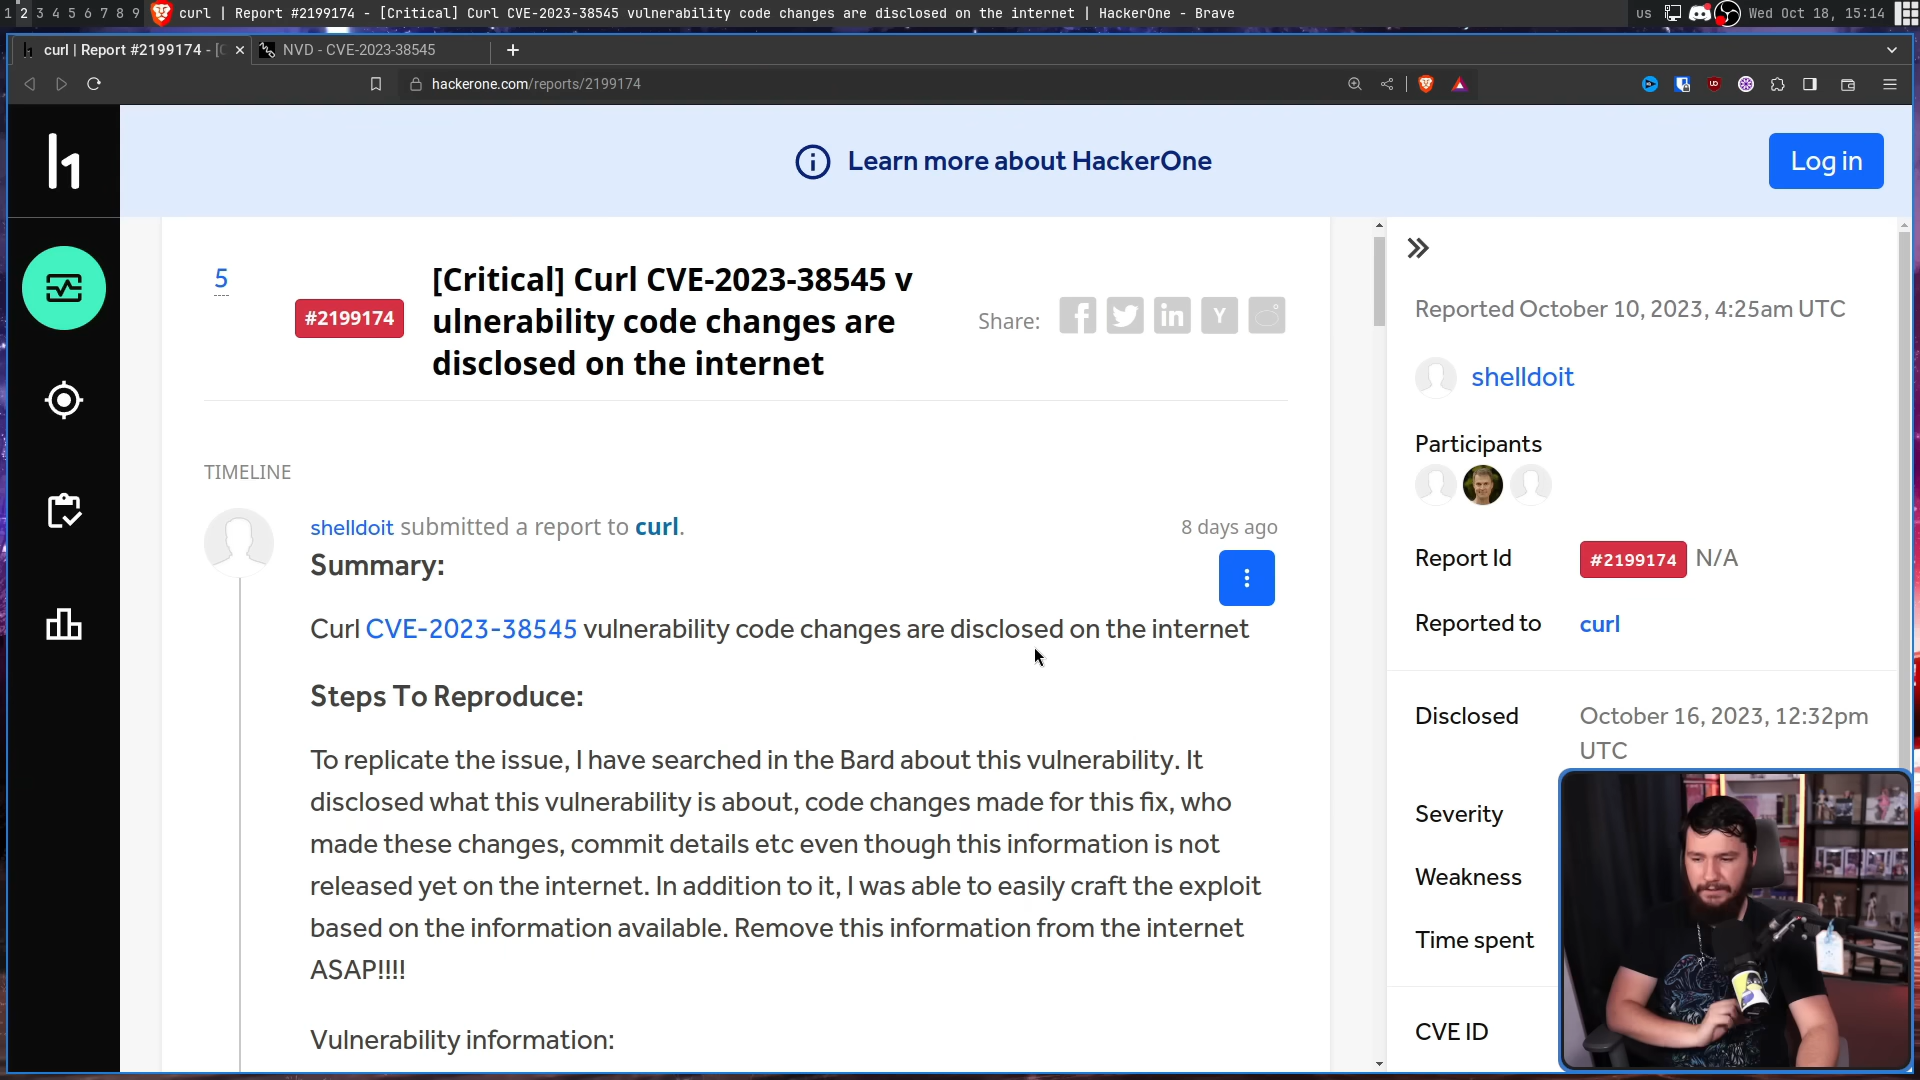 1 2 3 4 5 6 7 8 9 curl | Report #2199174 - [Critical] Curl CVE-2023-38545 vulnerability code changes are disclosed on the internet | HackerOne - Brave us Wed Oct 18, 15:14
curl | Report #2199174 - [C NVD - CVE-2023-38545
hackerone.com/reports/2199174
Learn more about HackerOne
Log in
5
#2199174
[Critical] Curl CVE-2023-38545 v
ulnerability code changes are
disclosed on the internet
Share:
TIMELINE
shelldoit submitted a report to curl.
8 days ago
Summary:
Curl CVE-2023-38545 vulnerability code changes are disclosed on the internet
Steps To Reproduce:
To replicate the issue, I have searched in the Bard about this vulnerability. It
disclosed what this vulnerability is about, code changes made for this fix, who
made these changes, commit details etc even though this information is not
released yet on the internet. In addition to it, I was able to easily craft the exploit
based on the information available. Remove this information from the internet
ASAP!!!!
Vulnerability information:
Reported October 10, 2023, 4:25am UTC
shelldoit
Participants
Report Id #2199174 N/A
Reported to curl
Disclosed October 16, 2023, 12:32pm
UTC
Severity
Weakness
Time spent
CVE ID